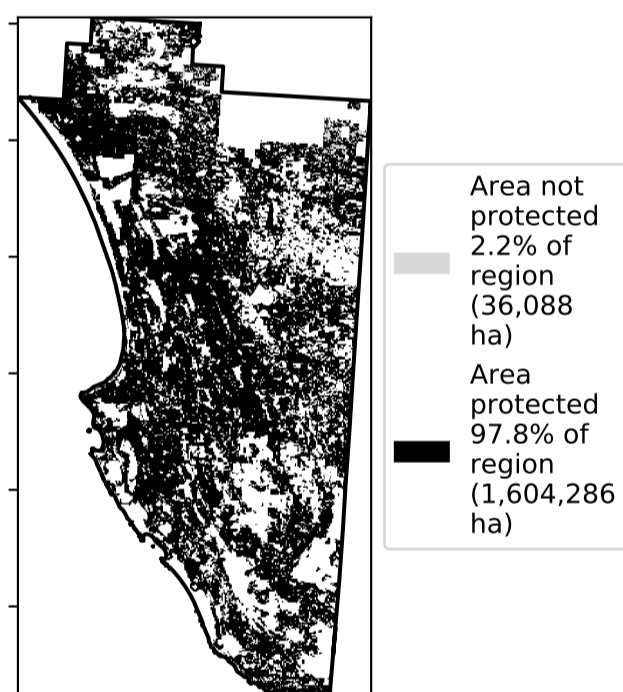 Area not
protected
2.2% of
region
(36,088
ha)
Area
protected
97.8% of
region
(1,604,286
ha)